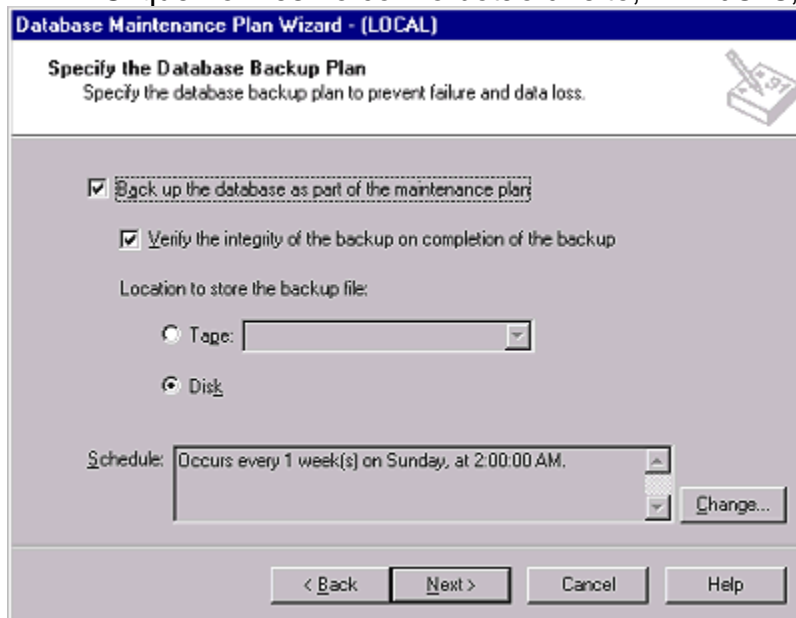 Database Maintenance Plan Wizard - (LOCAL)
Specify the Database Backup Plan
Specify the database backup plan to prevent failure and data loss.
Back up the database as part of the maintenance plan
Verify the integrity of the backup on completion of the backup
Location to store the backup file:
Tape:
Disk
Schedule: Occurs every 1 week(s) on Sunday, at 2:00:00 AM.
Change...
< Back Next > Cancel Help